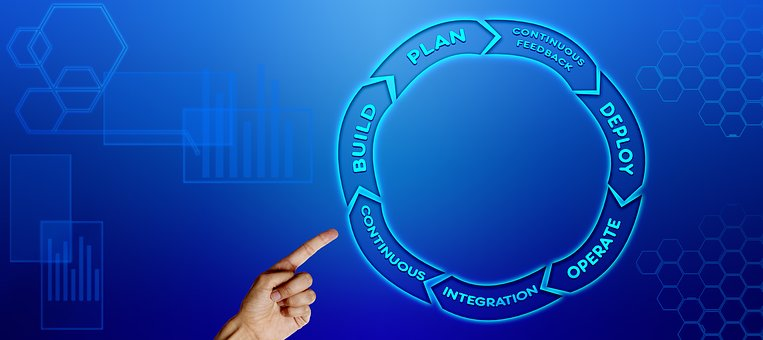 PLAN
CONTINUOUS
FEEDBACK
DEPLOY
OPERATE
INTEGRATION
CONTINUOUS
BUILD